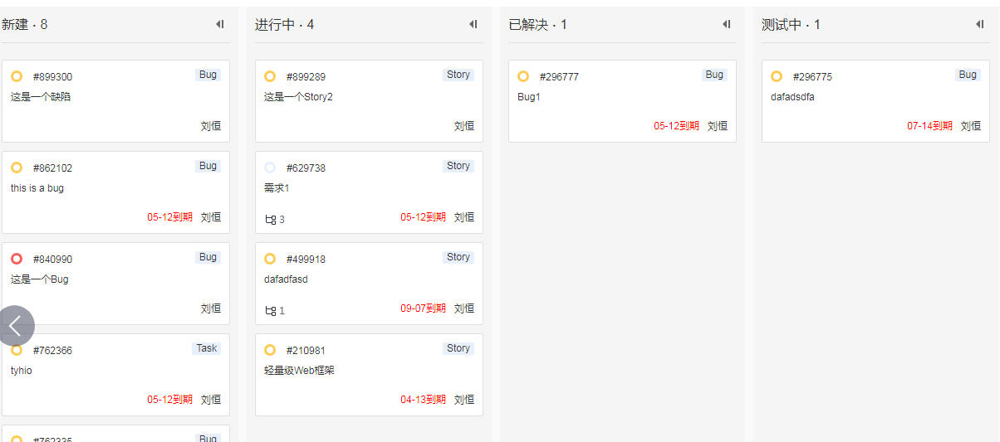 新建 · 8
#899300 Bug
这是一个缺陷
刘恒
#862102 Bug
this is a bug
05-12到期 刘恒
#840990 Bug
这是一个Bug
刘恒
#762366 Task
tyhio
05-12到期 刘恒
#762335 Bug
进行中 · 4
#899289 Story
这是一个Story2
刘恒
#629738 Story
需求1
3 05-12到期 刘恒
#499918 Story
dafadfasd
1 09-07到期 刘恒
#210981 Story
轻量级Web框架
04-13到期 刘恒
已解决 · 1
#296777 Bug
Bug1
05-12到期 刘恒
测试中 · 1
#296775 Bug
dafadsdfa
07-14到期 刘恒